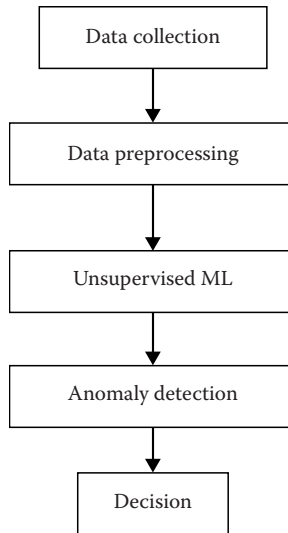 Data collection
Data preprocessing
Unsupervised ML
Anomaly detection
Decision